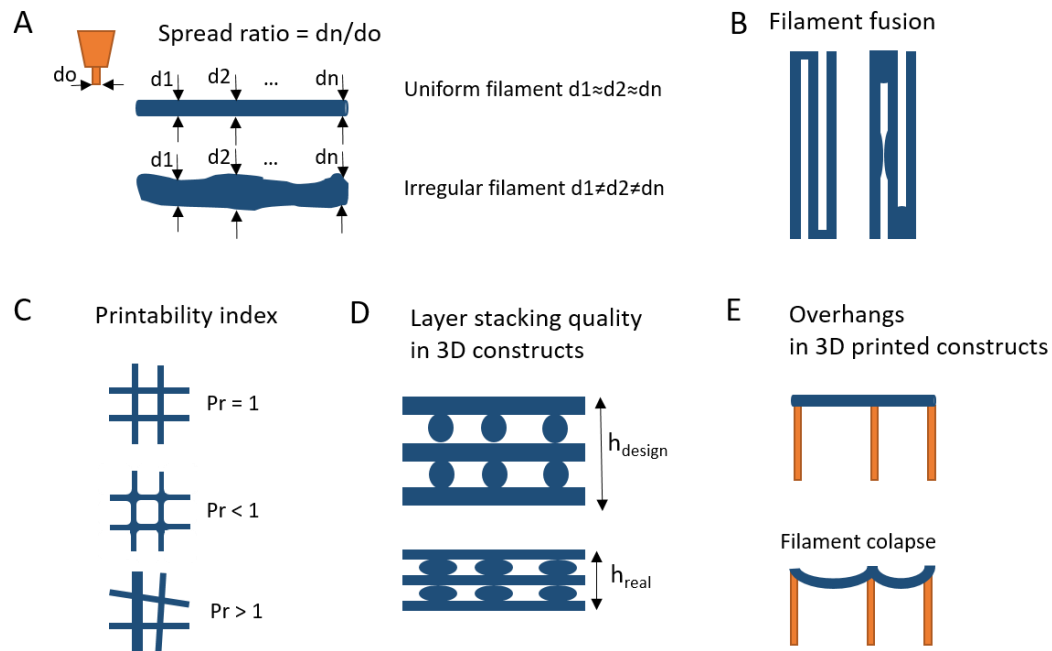 A
Spread ratio = dn/do
do
d1
d2
...
dn
Uniform filament d1≈d2≈dn
d1
d2
...
dn
Irregular filament d1≠d2≠dn
B
Filament fusion
C
Printability index
Pr = 1
Pr < 1
Pr > 1
D
Layer stacking quality
in 3D constructs
hdesign
hreal
E
Overhangs
in 3D printed constructs
Filament colapse